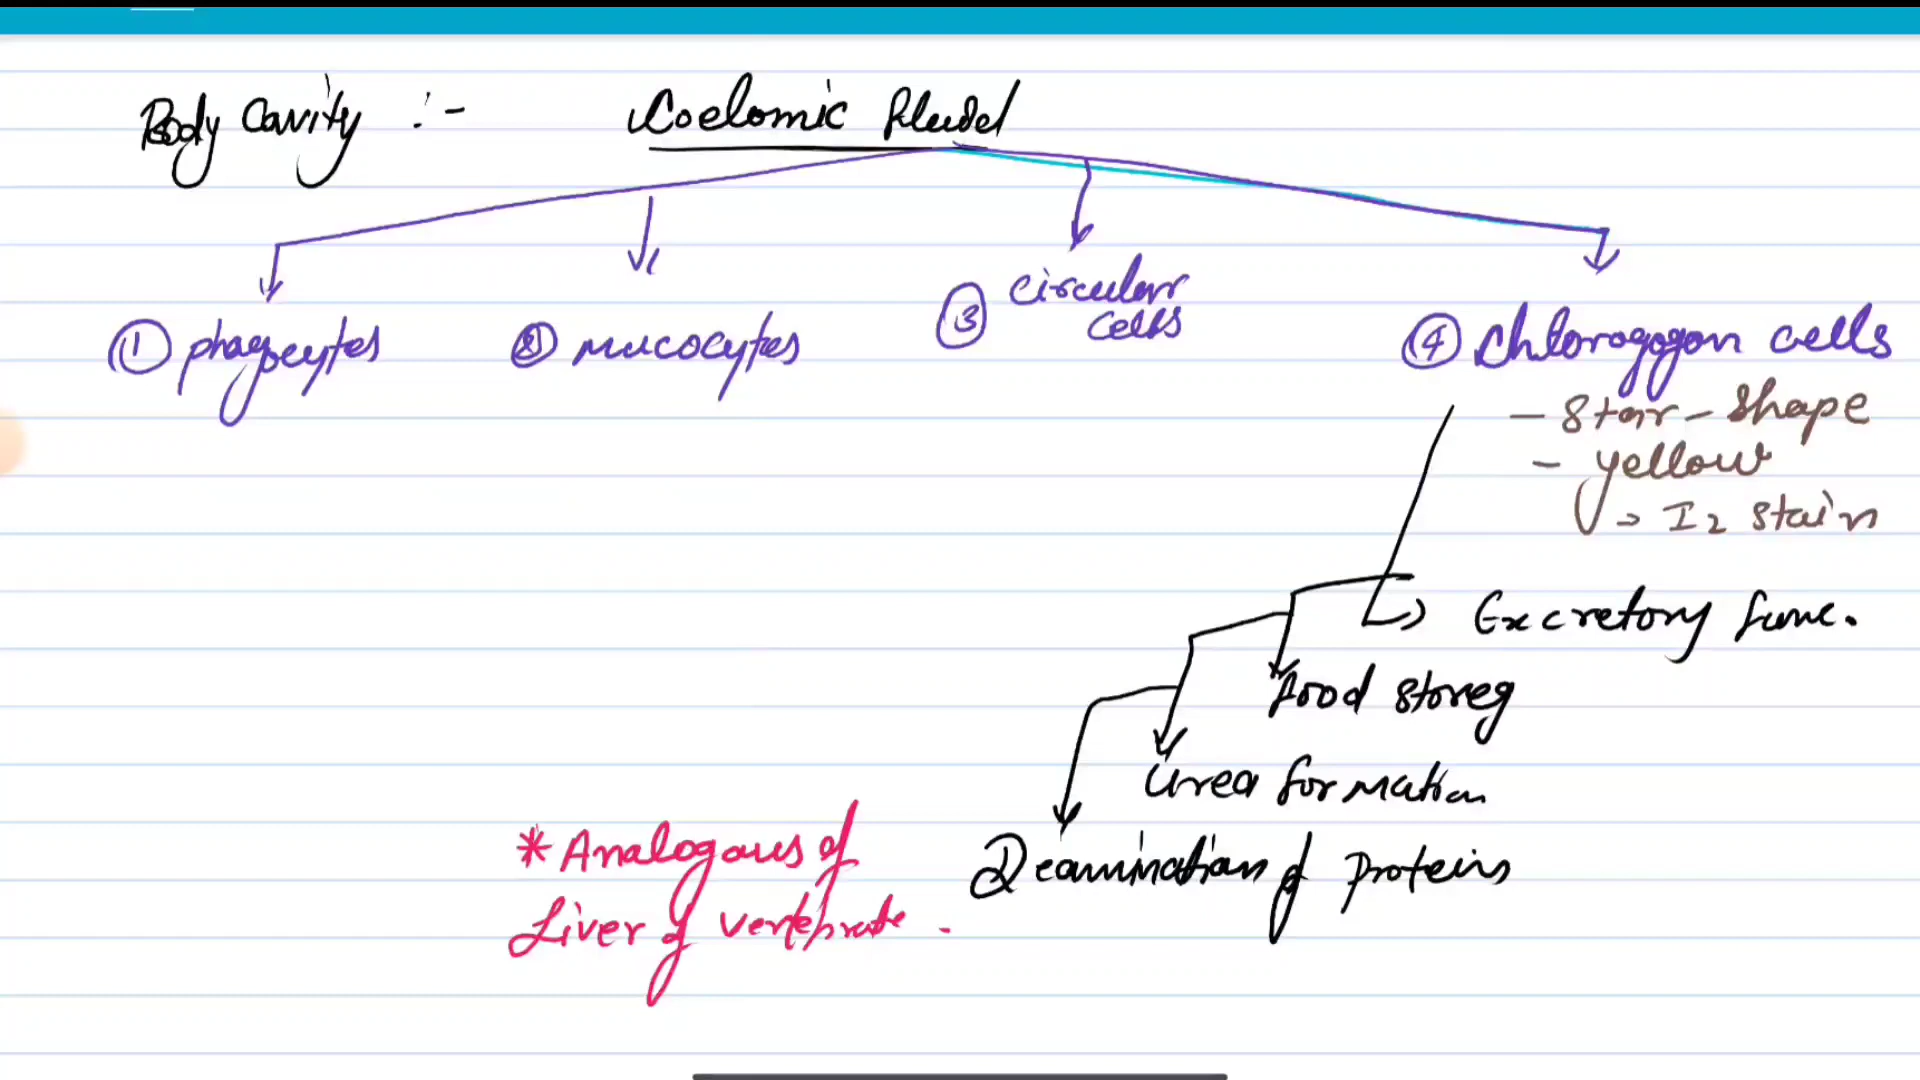 Body Cavity :- Coelomic fluid
① phagocytes ② mucocytes ③ circular cells ④ chloragogon cells
- Star-shape
- yellow
→ I2 stain
Excretory func.
food storeg
Urea formation
Deamination of proteins
* Analogous of
Liver of vertebrate.